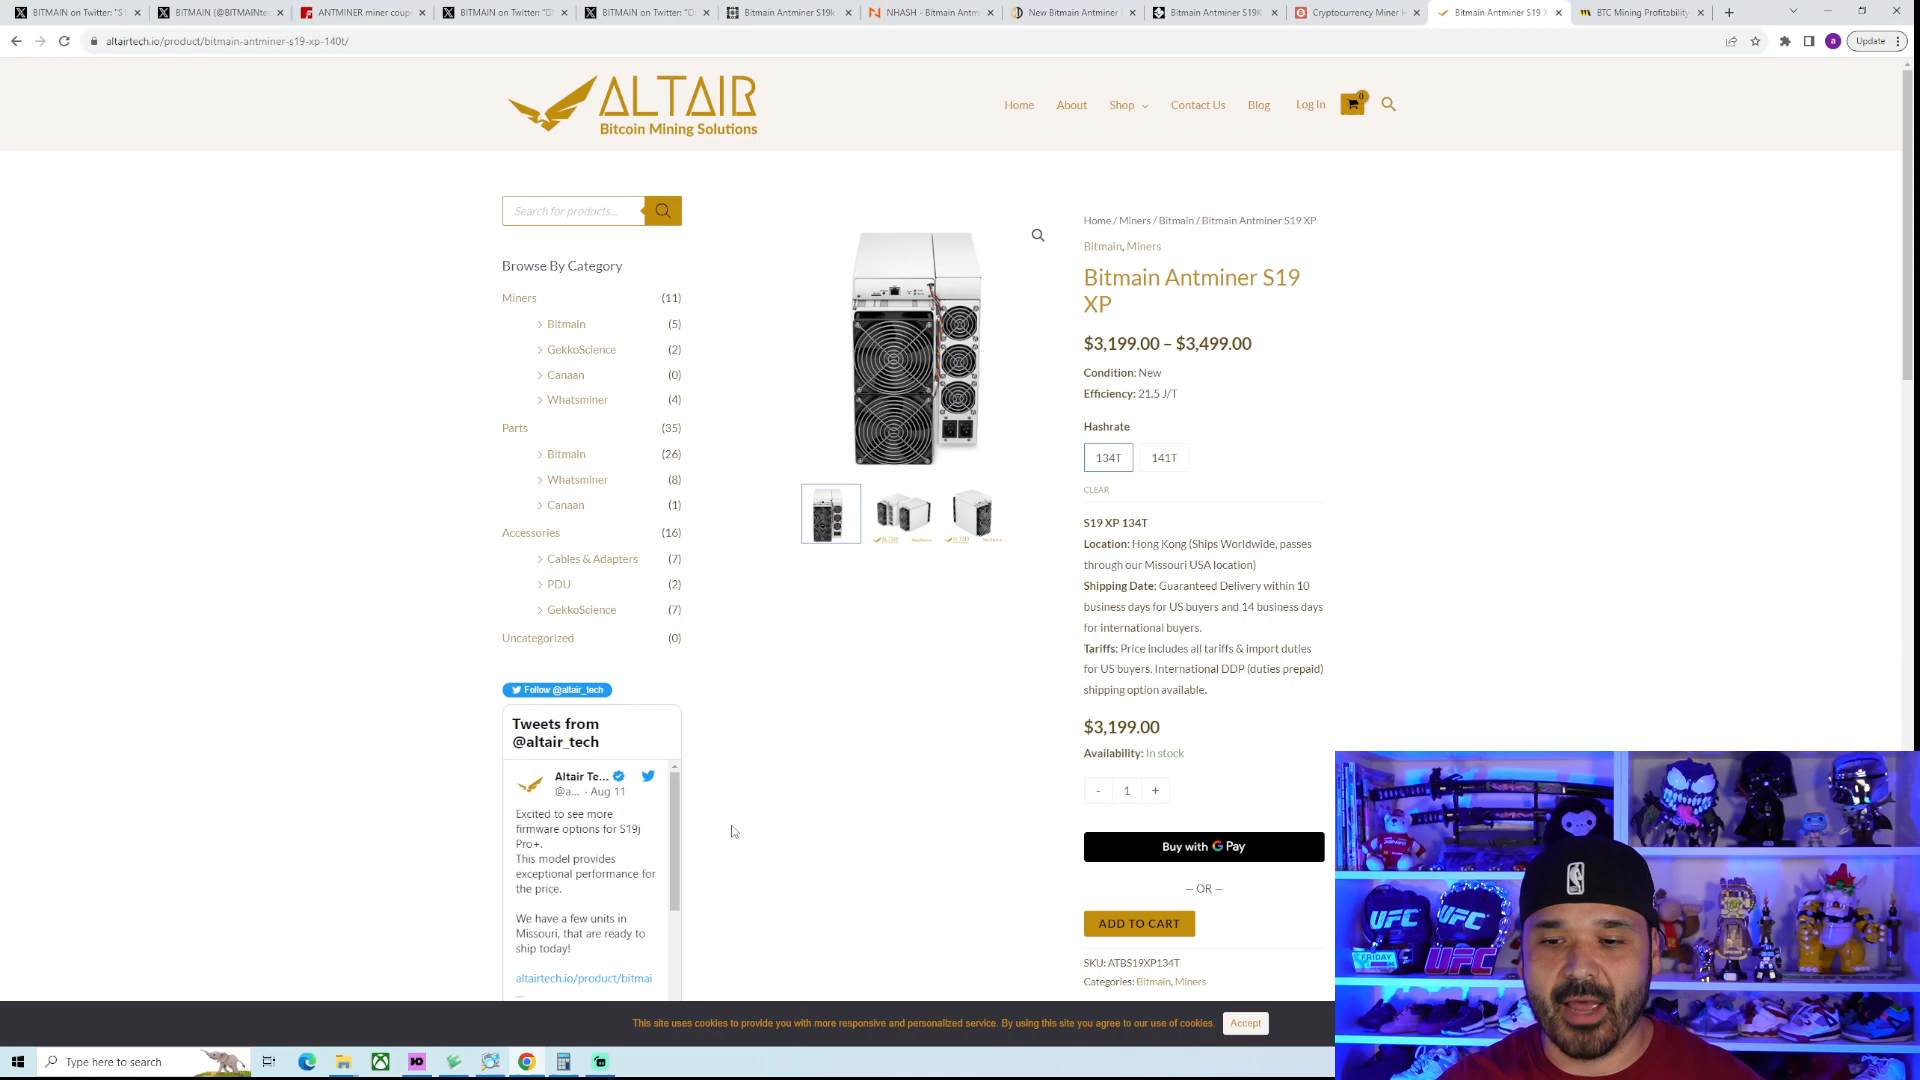 BITMAIN on Twitter: "S1
BITMAIN (@BITMAINte
ANTMINER miner coup
BITMAIN on Twitter:
BITMAIN on Twitter:
Bitmain Antminer S19k
NHASH - Bitmain Antm
New Bitmain Antminer
Bitmain Antminer S19K
Cryptocurrency Miner H
Bitmain Antminer S19 X
BTC Mining Profitability
altairtech.io/product/bitmain-antminer-s19-xp-140t/
a
Update
ALTAIR
Bitcoin Mining Solutions
Home
About
Shop
Contact Us
Blog
Log In
0
Search for products...
Browse By Category
Miners (11)
Bitmain (5)
GekkoScience (2)
Canaan (0)
Whatsminer (4)
Parts (35)
Bitmain (26)
Whatsminer (8)
Canaan (1)
Accessories (16)
Cables & Adapters (7)
PDU (2)
GekkoScience (7)
Uncategorized (0)
Follow @altair_tech
Tweets from
@altair_tech
Altair Te...
@a... · Aug 11
Excited to see more
firmware options for S19j
Pro+.
This model provides
exceptional performance for
the price.
We have a few units in
Missouri, that are ready to
ship today!
altairtech.io/product/bitmai
...
ALTAIR
ALTAIR
Home / Miners / Bitmain / Bitmain Antminer S19 XP
Bitmain, Miners
Bitmain Antminer S19
XP
$3,199.00 – $3,499.00
Condition: New
Efficiency: 21.5 J/T
Hashrate
134T
141T
CLEAR
S19 XP 134T
Location: Hong Kong (Ships Worldwide, passes
through our Missouri USA location)
Shipping Date: Guaranteed Delivery within 10
business days for US buyers and 14 business days
for international buyers.
Tariffs: Price includes all tariffs & import duties
for US buyers. International DDP (duties prepaid)
shipping option available.
$3,199.00
Availability: In stock
- 1 +
Buy with G Pay
— OR —
ADD TO CART
SKU: ATBS19XP134T
Categories: Bitmain, Miners
This site uses cookies to provide you with more responsive and personalized service. By using this site you agree to our use of cookies.
Accept
Type here to search
UFC
UFC
FRIDAY
UFC
NBA